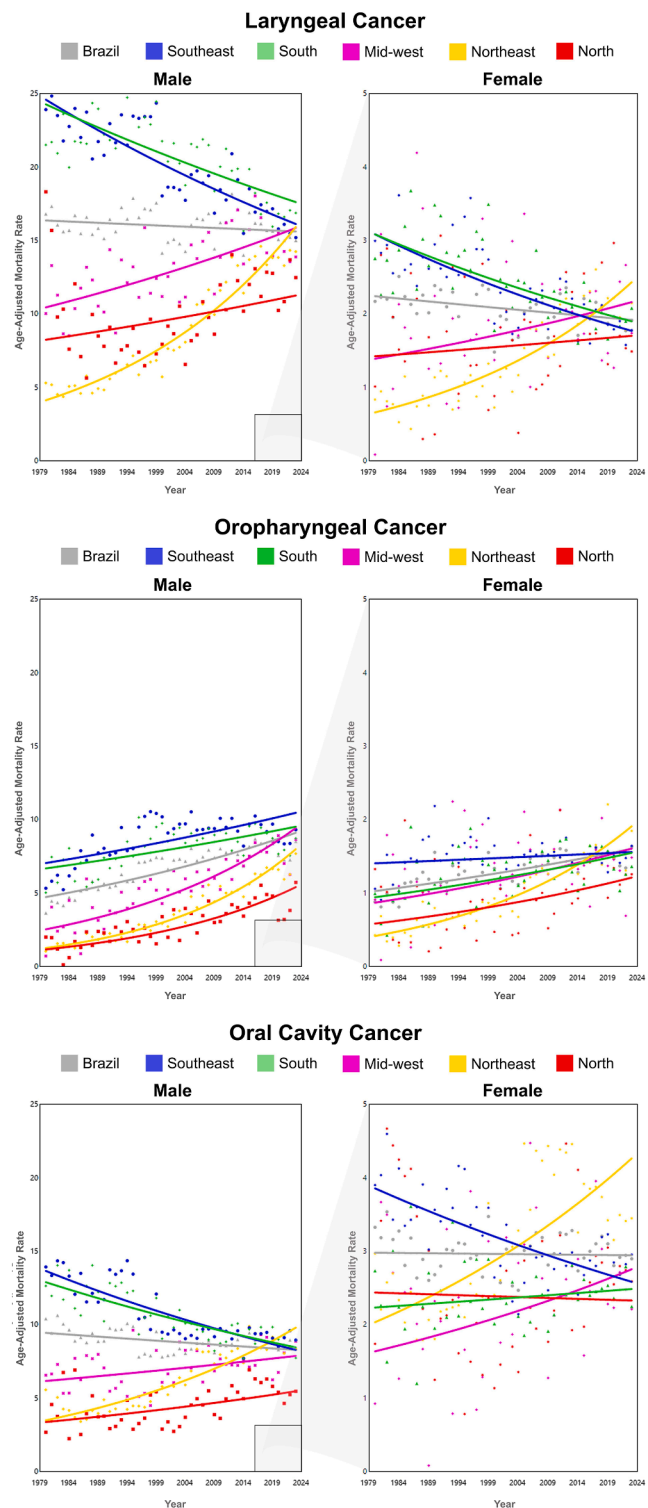 Laryngeal Cancer
Brazil Southeast South Mid-west Northeast North
Male Female
Age-Adjusted Mortality Rate
25
20
15
10
5
0
1979 1984 1989 1994 1999 2004 2009 2014 2019 2024
Year
Age-Adjusted Mortality Rate
5
4
3
2
1
0
1979 1984 1989 1994 1999 2004 2009 2014 2019 2024
Year
Oropharyngeal Cancer
Brazil Southeast South Mid-west Northeast North
Male Female
Age-Adjusted Mortality Rate
25
20
15
10
5
0
1979 1984 1989 1994 1999 2004 2009 2014 2019 2024
Year
Age-Adjusted Mortality Rate
5
4
3
2
1
0
1979 1984 1989 1994 1999 2004 2009 2014 2019 2024
Year
Oral Cavity Cancer
Brazil Southeast South Mid-west Northeast North
Male Female
Age-Adjusted Mortality Rate
25
20
15
10
5
0
1979 1984 1989 1994 1999 2004 2009 2014 2019 2024
Year
Age-Adjusted Mortality Rate
5
4
3
2
1
0
1979 1984 1989 1994 1999 2004 2009 2014 2019 2024
Year